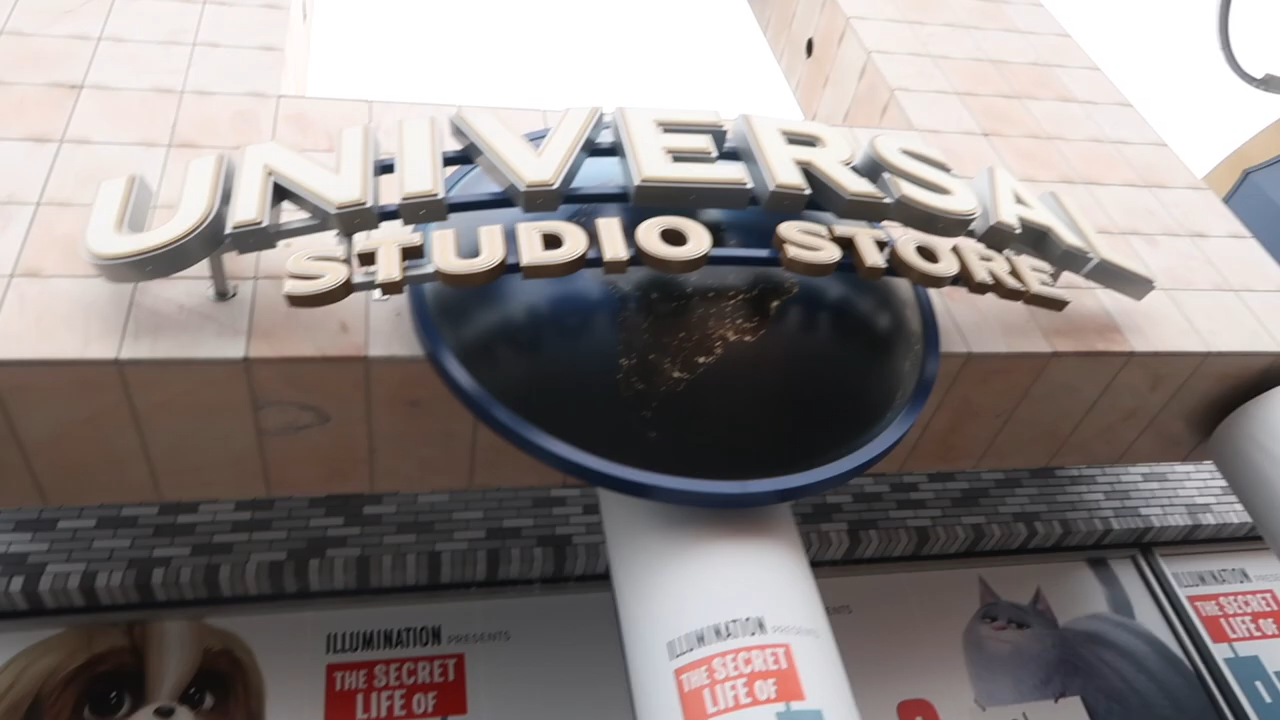 UNIVERSAL
STUDIO STORE
ILLUMINATION PRESENTS
THE SECRET
LIFE OF
ILLUMINATION PRESENTS
THE SECRET
LIFE OF
ILLUMINATION PRESENTS
THE SECRET
LIFE OF